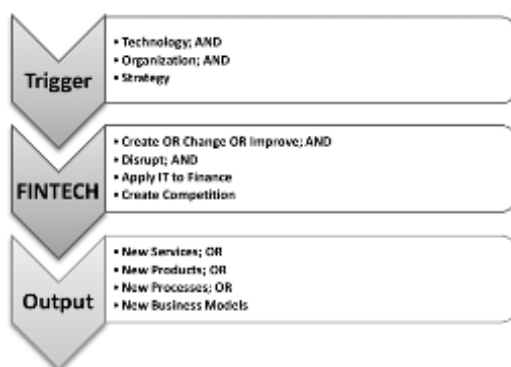 Trigger
• Technology; AND
• Organization; AND
• Strategy
FINTECH
• Create OR Change OR Improve; AND
• Disrupt; AND
• Apply IT to Finance
• Create Competition
Output
• New Services; OR
• New Products; OR
• New Processes; OR
• New Business Models